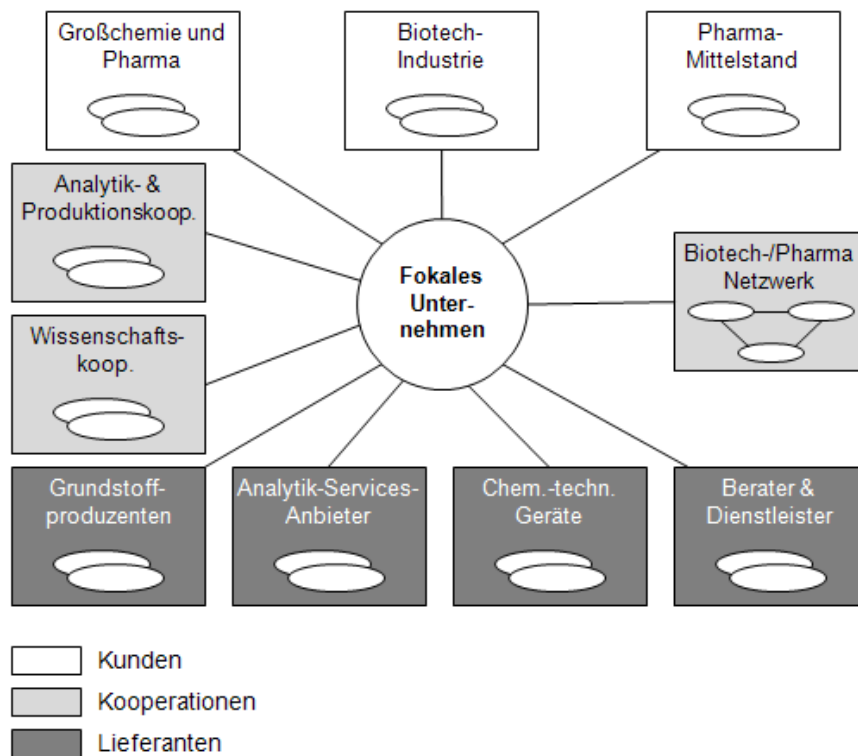 Großchemie und
Pharma
Biotech-
Industrie
Pharma-
Mittelstand
Analytik- &
Produktionskoop.
Fokales
Unter-
nehmen
Biotech-/Pharma
Netzwerk
Wissenschafts-
koop.
Grundstoff-
produzenten
Analytik-Services-
Anbieter
Chem.-techn.
Geräte
Berater &
Dienstleister
Kunden
Kooperationen
Lieferanten